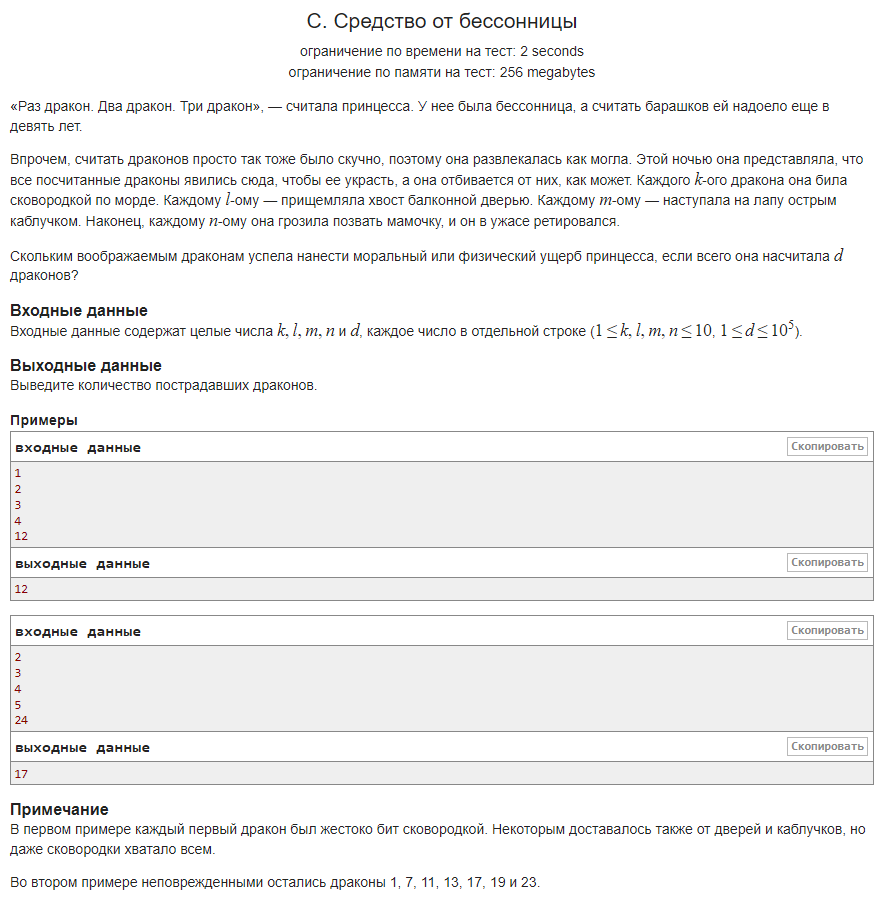 С. Средство от бессонницы
ограничение по времени на тест: 2 seconds
ограничение по памяти на тест: 256 megabytes
«Раз дракон. Два дракон. Три дракон», — считала принцесса. У нее была бессонница, а считать барашков ей надоело еще в
девять лет.
Впрочем, считать драконов просто так тоже было скучно, поэтому она развлекалась как могла. Этой ночью она представляла, что
все посчитанные драконы явились сюда, чтобы ее украсть, а она отбивается от них, как может. Каждого k-ого дракона она била
сковородкой по морде. Каждому l-ому — прищемляла хвост балконной дверью. Каждому m-ому — наступала на лапу острым
каблучком. Наконец, каждому n-ому она грозила позвать мамочку, и он в ужасе ретировался.
Скольким воображаемым драконам успела нанести моральный или физический ущерб принцесса, если всего она насчитала d
драконов?
Входные данные
Входные данные содержат целые числа k, l, m, n и d, каждое число в отдельной строке (1 ≤ k, l, m, n ≤ 10, 1 ≤ d ≤ 10⁵).
Выходные данные
Выведите количество пострадавших драконов.
Примеры
входные данные Скопировать
1
2
3
4
12
выходные данные Скопировать
12
входные данные Скопировать
2
3
4
5
24
выходные данные Скопировать
17
Примечание
В первом примере каждый первый дракон был жестоко бит сковородкой. Некоторым доставалось также от дверей и каблучков, но
даже сковородки хватало всем.
Во втором примере неповрежденными остались драконы 1, 7, 11, 13, 17, 19 и 23.